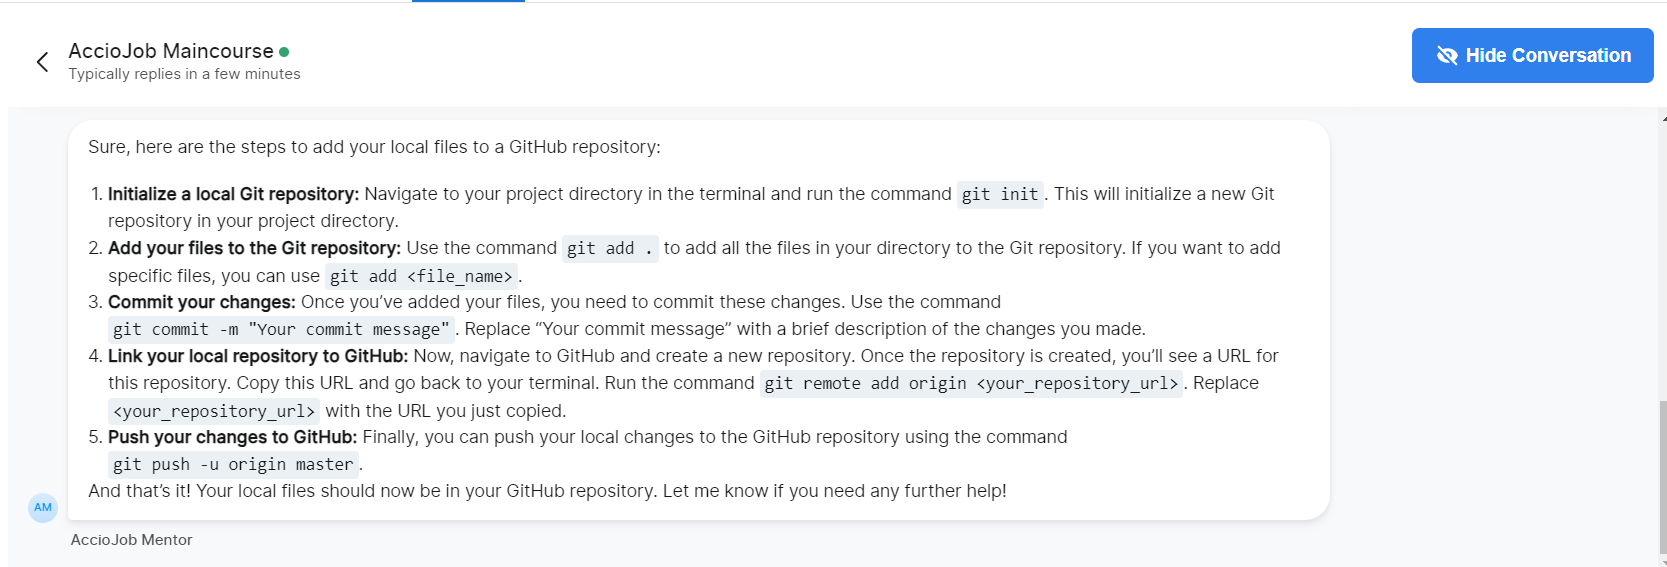 AccioJob Maincourse
Typically replies in a few minutes
Hide Conversation
Sure, here are the steps to add your local files to a GitHub repository:
1. Initialize a local Git repository: Navigate to your project directory in the terminal and run the command git init. This will initialize a new Git
repository in your project directory.
2. Add your files to the Git repository: Use the command git add . to add all the files in your directory to the Git repository. If you want to add
specific files, you can use git add <file_name>.
3. Commit your changes: Once you’ve added your files, you need to commit these changes. Use the command
git commit -m "Your commit message". Replace “Your commit message” with a brief description of the changes you made.
4. Link your local repository to GitHub: Now, navigate to GitHub and create a new repository. Once the repository is created, you’ll see a URL for
this repository. Copy this URL and go back to your terminal. Run the command git remote add origin <your_repository_url>. Replace
<your_repository_url> with the URL you just copied.
5. Push your changes to GitHub: Finally, you can push your local changes to the GitHub repository using the command
git push -u origin master.
And that’s it! Your local files should now be in your GitHub repository. Let me know if you need any further help!
AM
AccioJob Mentor